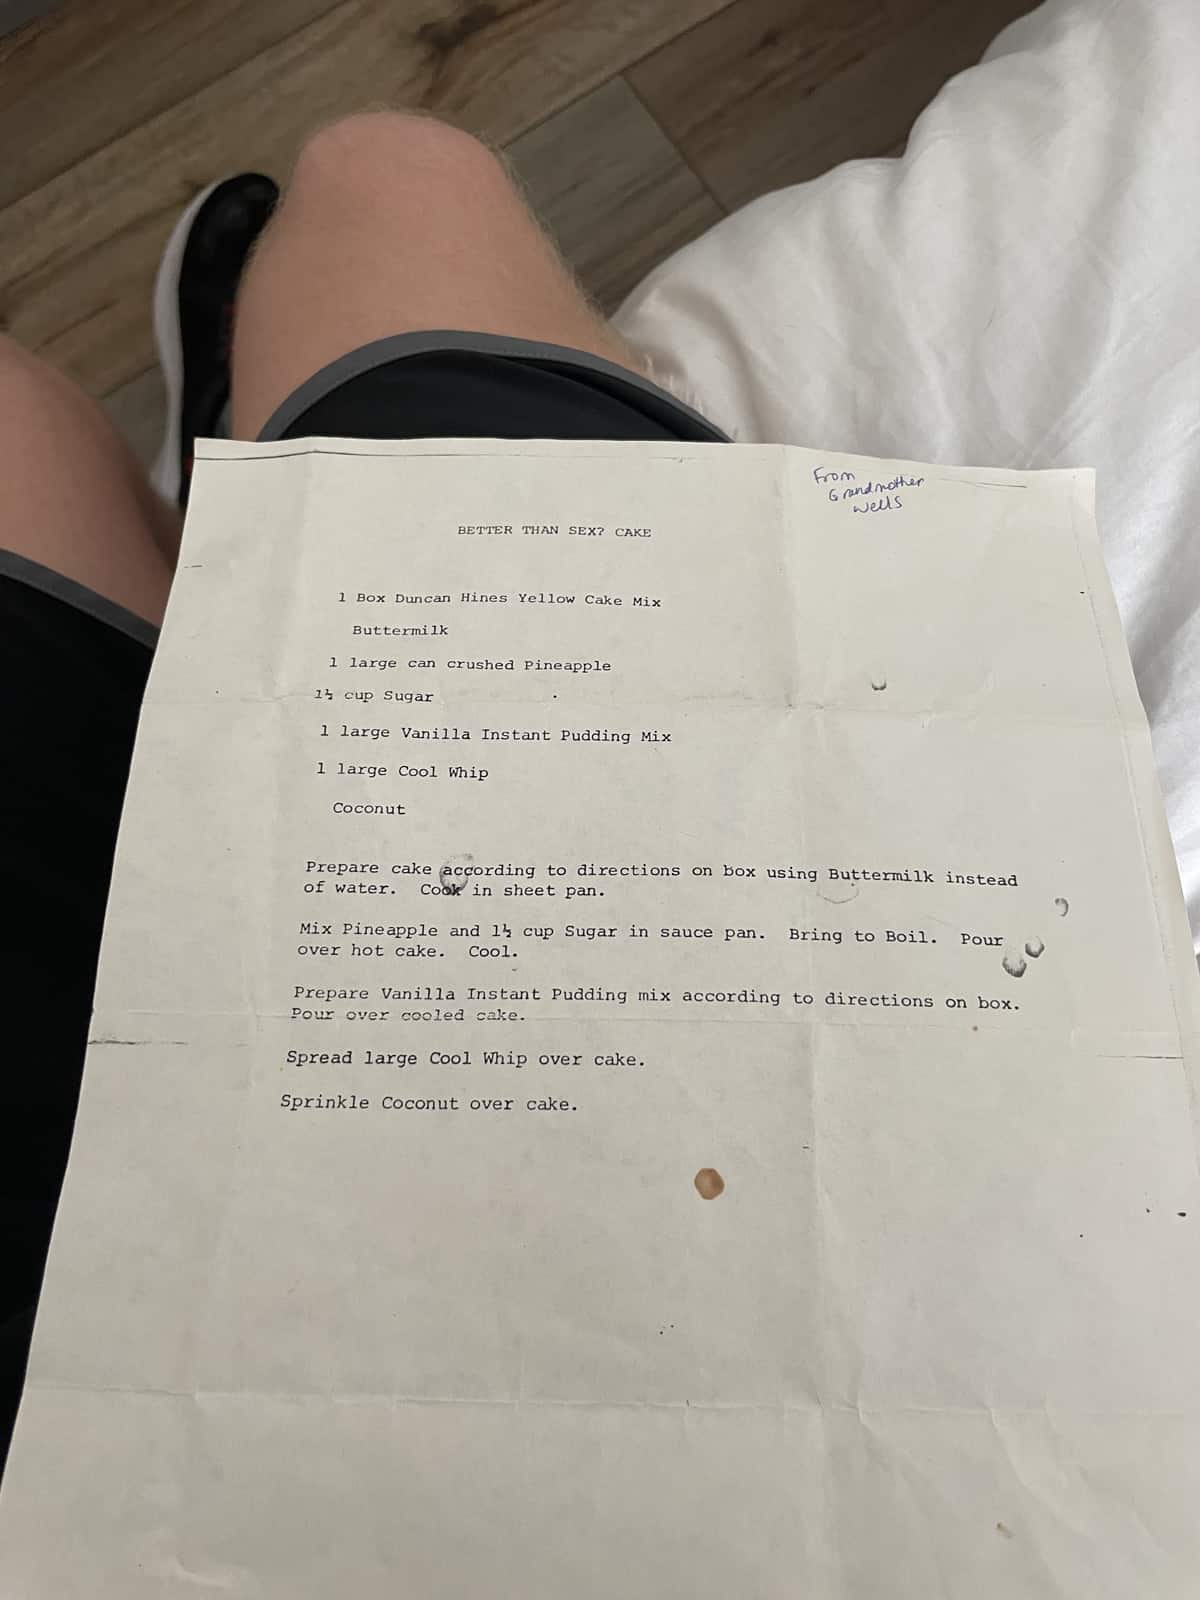 From
Grandmother
Wells
BETTER THAN SEX? CAKE
1 Box Duncan Hines Yellow Cake Mix
Buttermilk
1 large can crushed Pineapple
1½ cup Sugar
1 large Vanilla Instant Pudding Mix
1 large Cool Whip
Coconut
Prepare cake according to directions on box using Buttermilk instead
of water. Cook in sheet pan.
Mix Pineapple and 1½ cup Sugar in sauce pan. Bring to Boil. Pour
over hot cake. Cool.
Prepare Vanilla Instant Pudding mix according to directions on box.
Pour over cooled cake.
Spread large Cool Whip over cake.
Sprinkle Coconut over cake.